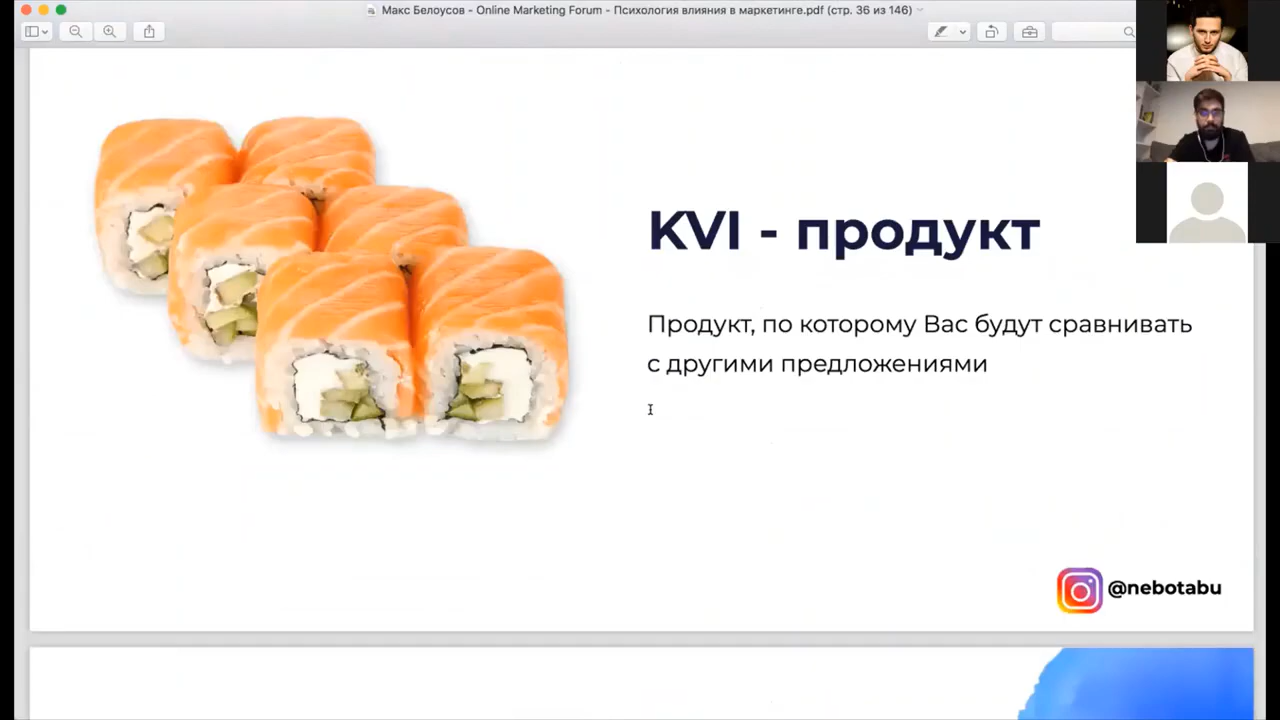 Макс Белоусов - Online Marketing Forum - Психология влияния в маркетинге.pdf (стр. 36 из 146)
KVI - продукт
Продукт, по которому Вас будут сравнивать
с другими предложениями
@nebotabu